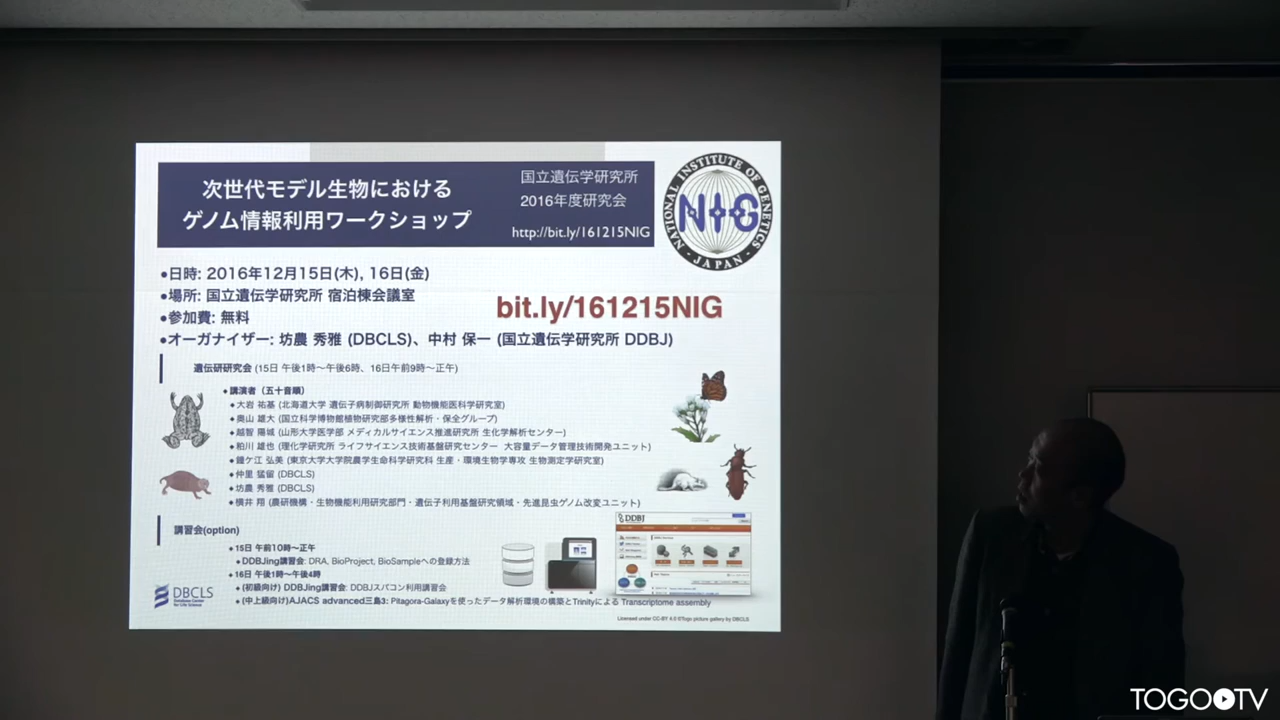 次世代モデル生物における
ゲノム情報利用ワークショップ
国立遺伝学研究所
2016年度研究会
http://bit.ly/161215NIG
NATIONAL INSTITUTE OF GENETICS
NIG
JAPAN
●日時: 2016年12月15日(木), 16日(金)
●場所: 国立遺伝学研究所 宿泊棟会議室
bit.ly/161215NIG
●参加費: 無料
●オーガナイザー: 坊農 秀雅 (DBCLS)、中村 保一 (国立遺伝学研究所 DDBJ)
遺伝研研究会 (15日 午後1時〜午後6時、16日午前9時〜正午)
◆講演者（五十音順）
◆大岩 祐基 (北海道大学 遺伝子病制御研究所 動物機能医科学研究室)
◆奥山 雄大 (国立科学博物館植物研究部多様性解析・保全グループ)
◆越智 陽城 (山形大学医学部 メディカルサイエンス推進研究所 生化学解析センター)
◆粕川 雄也 (理化学研究所 ライフサイエンス技術基盤研究センター 大容量データ管理技術開発ユニット)
◆鐘ケ江 弘美 (東京大学大学院農学生命科学研究科 生産・環境生物学専攻 生物測定学研究室)
◆仲里 猛留 (DBCLS)
◆坊農 秀雅 (DBCLS)
◆横井 翔 (農研機構・生物機能利用研究部門・遺伝子利用基盤研究領域・先進昆虫ゲノム改変ユニット)
講習会(option)
◆15日 午前10時〜正午
◆DDBJing講習会: DRA, BioProject, BioSampleへの登録方法
◆16日 午後1時〜午後4時
◆(初級向け) DDBJing講習会: DDBJスパコン利用講習会
◆(中上級向け)AJACS advanced三島3: Pitagora-Galaxyを使ったデータ解析環境の構築とTrinityによる Transcriptome assembly
DBCLS
Database Center
for Life Science
DDBJ
Licensed under CC-BY 4.0 ©Togo picture gallery by DBCLS
TOGO TV